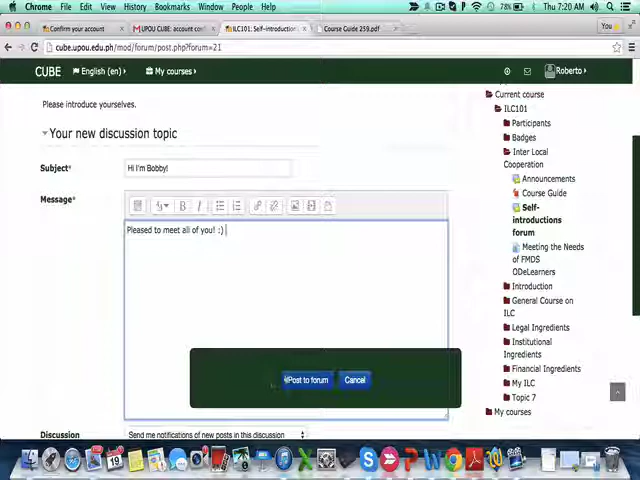 Chrome File Edit View History Bookmarks Window People Help 78% Thu 7:20 AM
Confirm your account
UPOU CUBE: account conf
ILC101: Self-introduction
Course Guide 259.pdf
You
cube.upou.edu.ph/mod/forum/post.php?forum=21
CUBE English (en) My courses Roberto
Please introduce yourselves.
Your new discussion topic
Subject* Hi I'm Bobby!
Message*
B I
Pleased to meet all of you! :)
Post to forum Cancel
Discussion Send me notifications of new posts in this discussion
Current course
ILC101
Participants
Badges
Inter Local
Cooperation
Announcements
Course Guide
Self-
introductions
forum
Meeting the Needs
of FMDS
ODeLearners
Introduction
General Course on
ILC
Legal Ingredients
Institutional
Ingredients
Financial Ingredients
My ILC
Topic 7
My courses